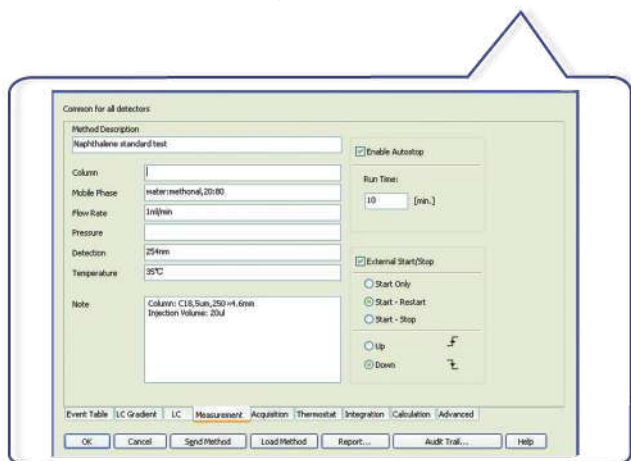 Common for all detectors
Method Description
Naphthalene standard test
Enable Autostop
Column
Run Time:
Mobile Phase water:methonal,20:80
10 [min.]
Flow Rate 1ml/min
Pressure
Detection 254nm
External Start/Stop
Temperature 35℃
Start Only
Note Column: C18,5um,250×4.6mm
Injection Volume: 20ul
Start - Restart
Start - Stop
Up
Down
Event Table LC Gradient LC Measurement Acquisition Thermostat Integration Calculation Advanced
OK Cancel Send Method Load Method Report... Audit Trail... Help